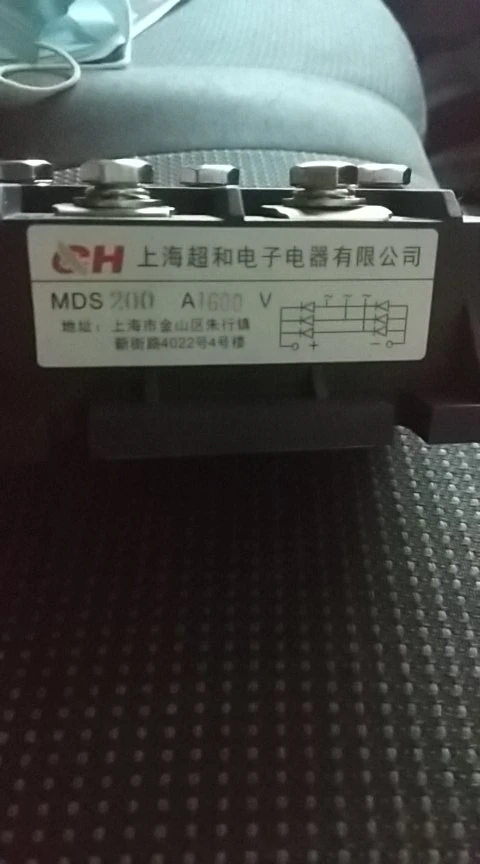 CH 上海超和电子电器有限公司
MDS 200 A 1600 V
地址：上海市金山区朱行镇
新街路4022号4号楼
+ −